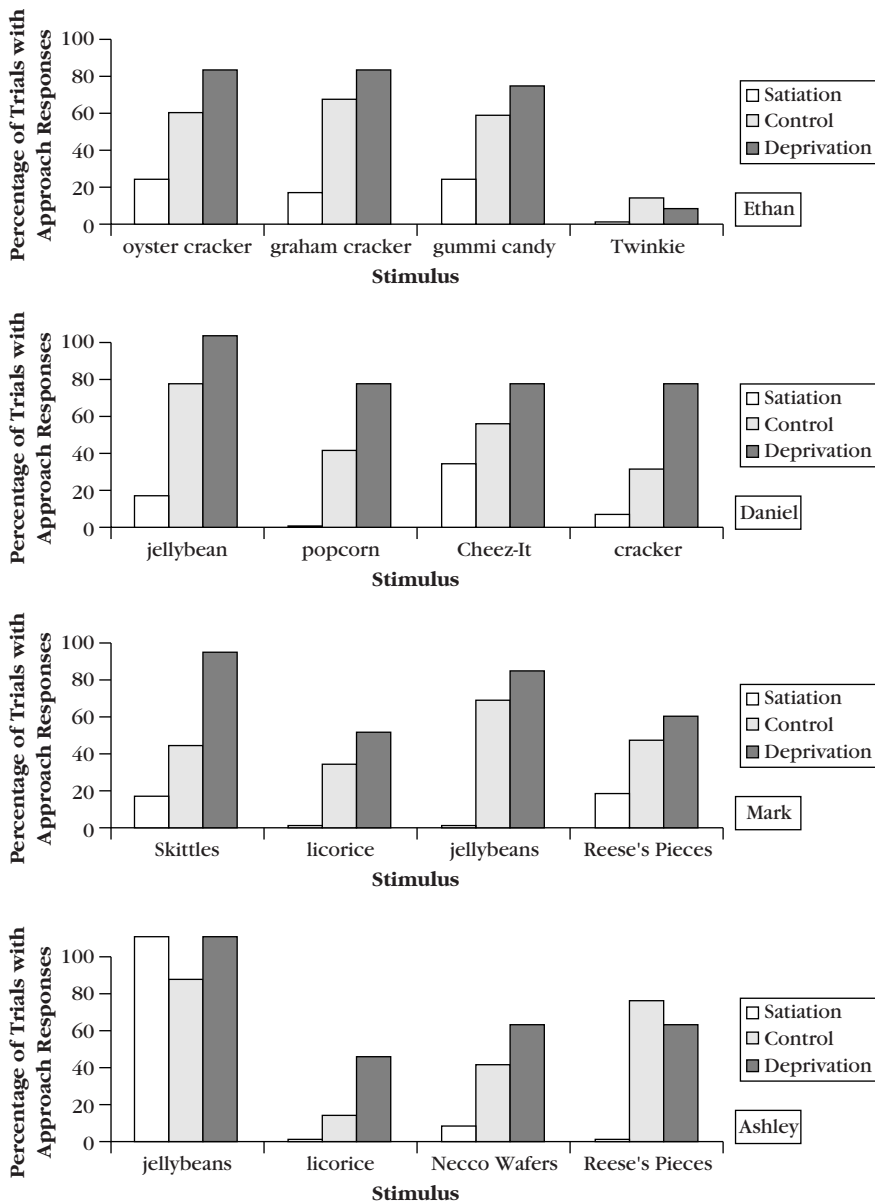 Percentage of Trials with
Approach Responses
100
80
60
40
20
0
oyster cracker graham cracker gummi candy Twinkie
Stimulus
Satiation
Control
Deprivation
Ethan
Percentage of Trials with
Approach Responses
100
80
60
40
20
0
jellybean popcorn Cheez-It cracker
Stimulus
Satiation
Control
Deprivation
Daniel
Percentage of Trials with
Approach Responses
100
80
60
40
20
0
Skittles licorice jellybeans Reese's Pieces
Stimulus
Satiation
Control
Deprivation
Mark
Percentage of Trials with
Approach Responses
100
80
60
40
20
0
jellybeans licorice Necco Wafers Reese's Pieces
Stimulus
Satiation
Control
Deprivation
Ashley